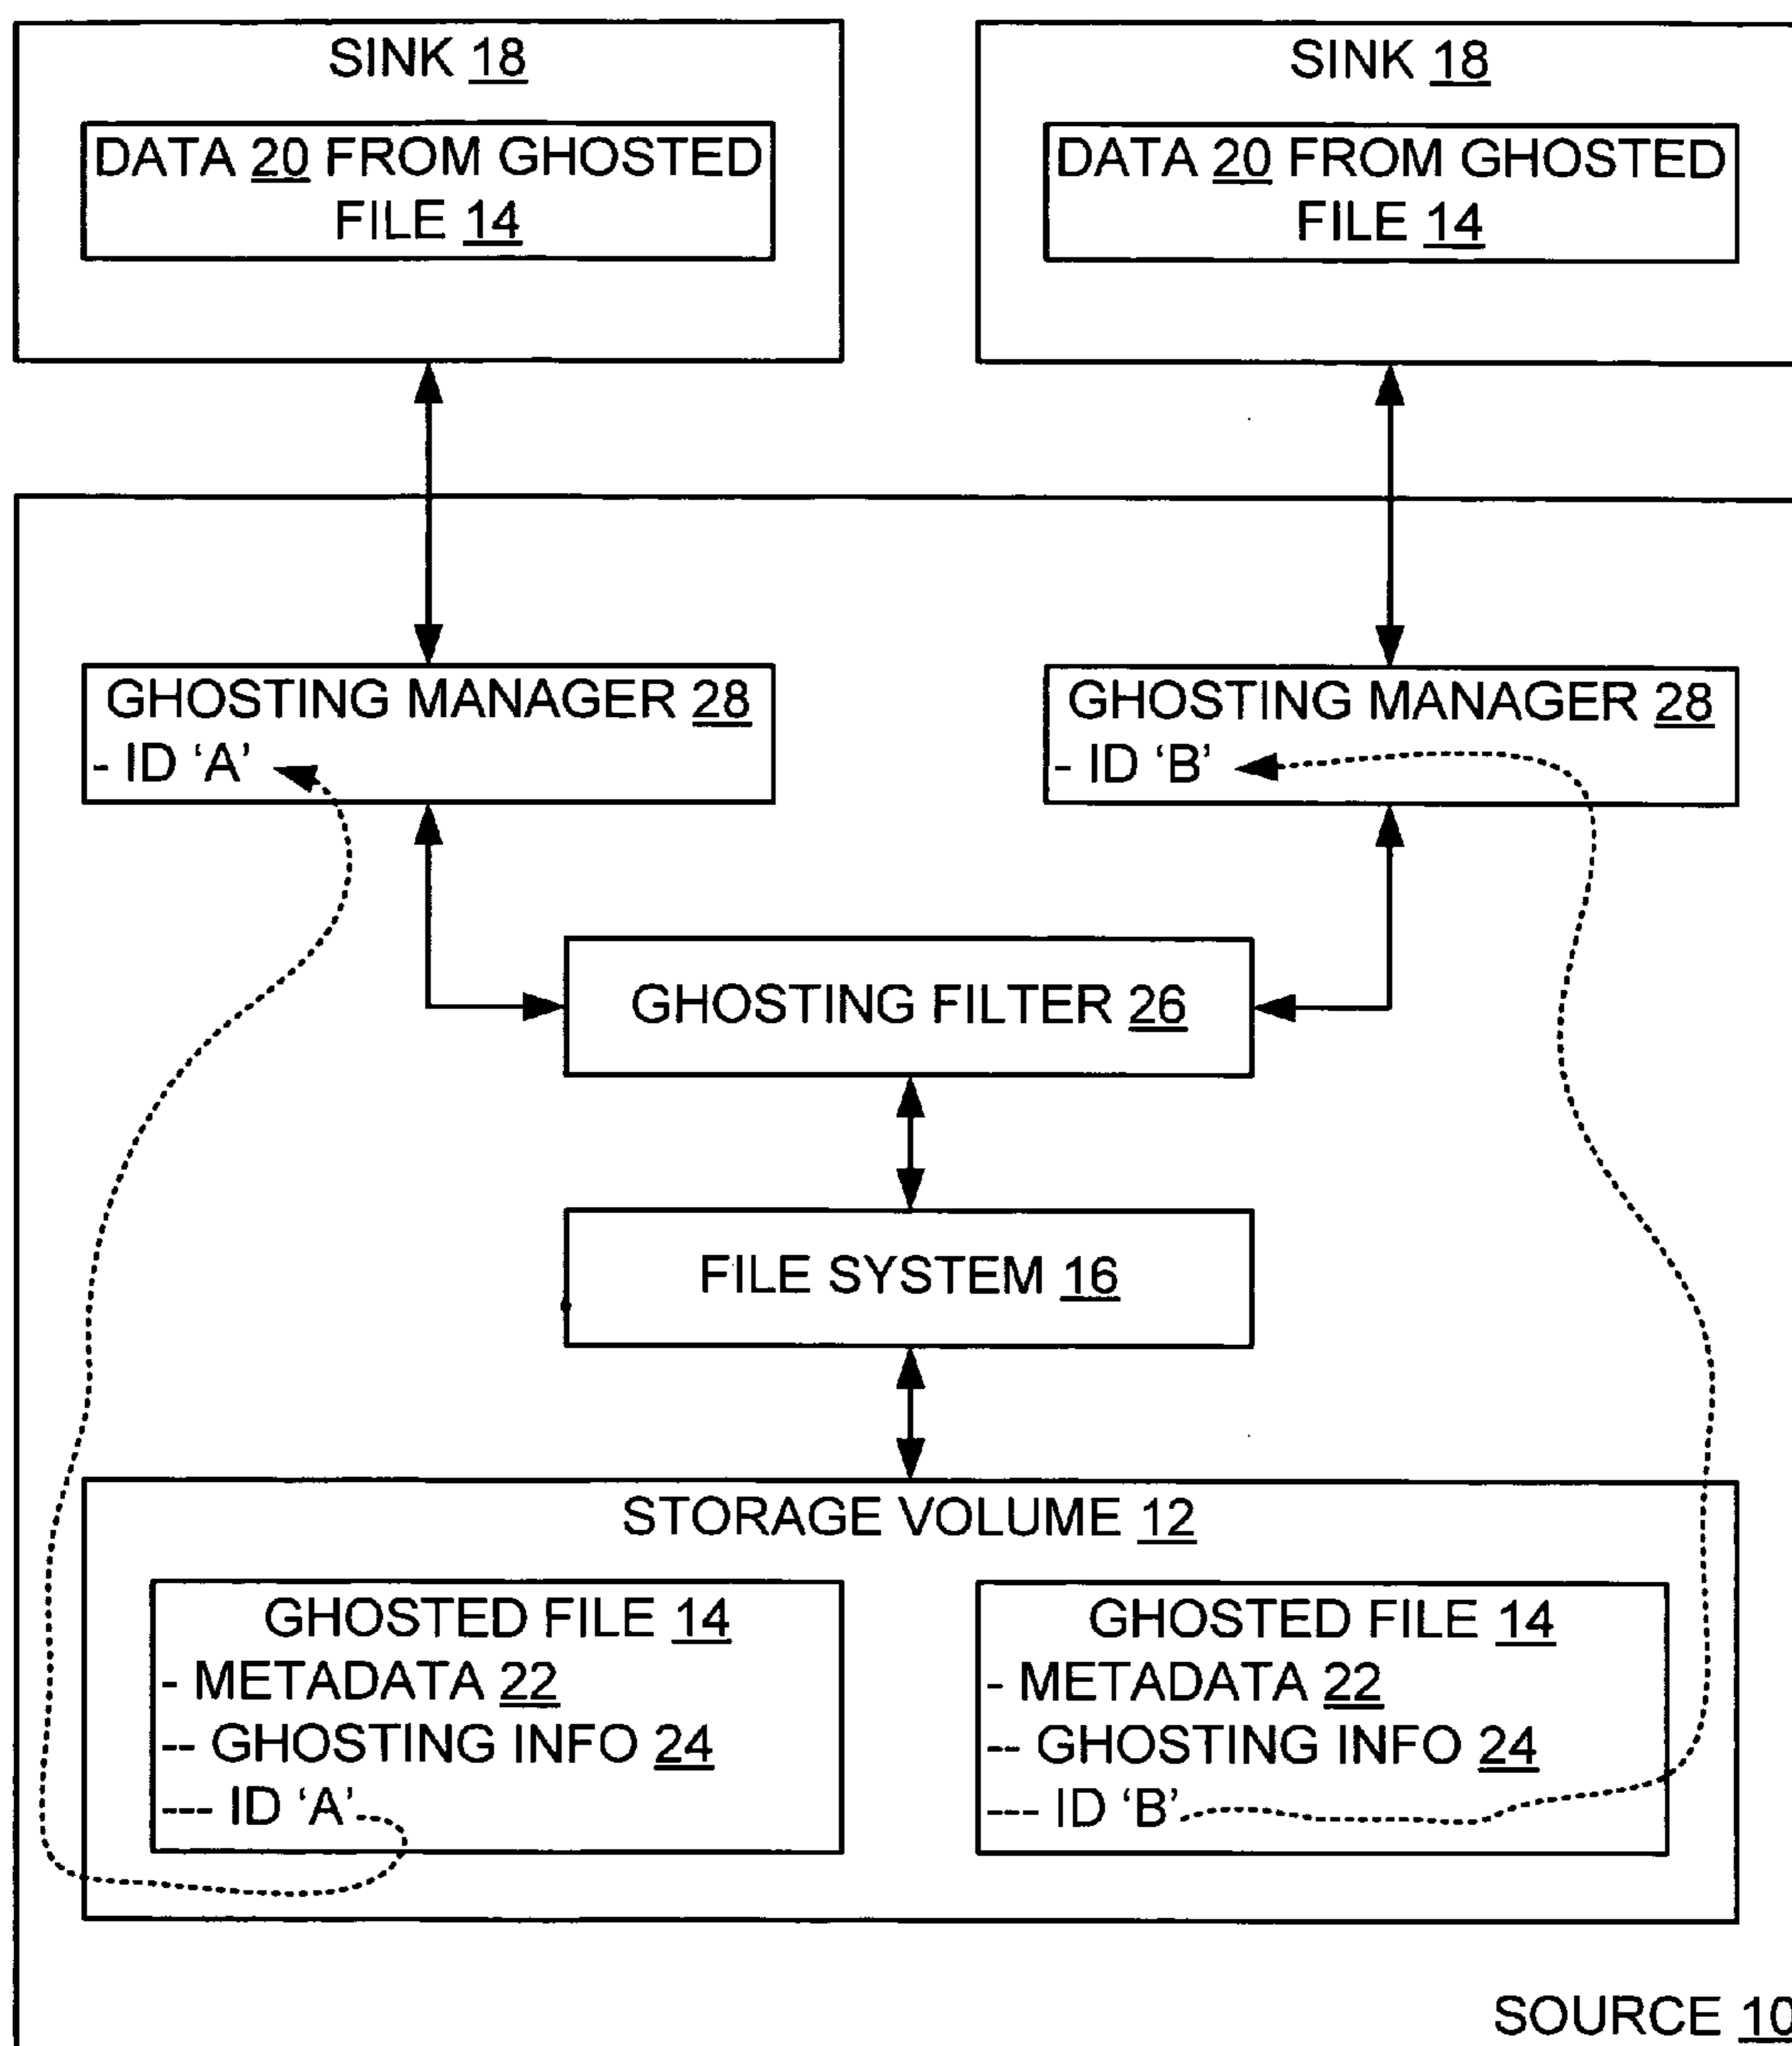 SINK 18
DATA 20 FROM GHOSTED
FILE 14
SINK 18
DATA 20 FROM GHOSTED
FILE 14
GHOSTING MANAGER 28
- ID ‘A’
GHOSTING MANAGER 28
- ID ‘B’
GHOSTING FILTER 26
FILE SYSTEM 16
STORAGE VOLUME 12
GHOSTED FILE 14
- METADATA 22
-- GHOSTING INFO 24
--- ID ‘A’
GHOSTED FILE 14
- METADATA 22
-- GHOSTING INFO 24
--- ID ‘B’
SOURCE 10